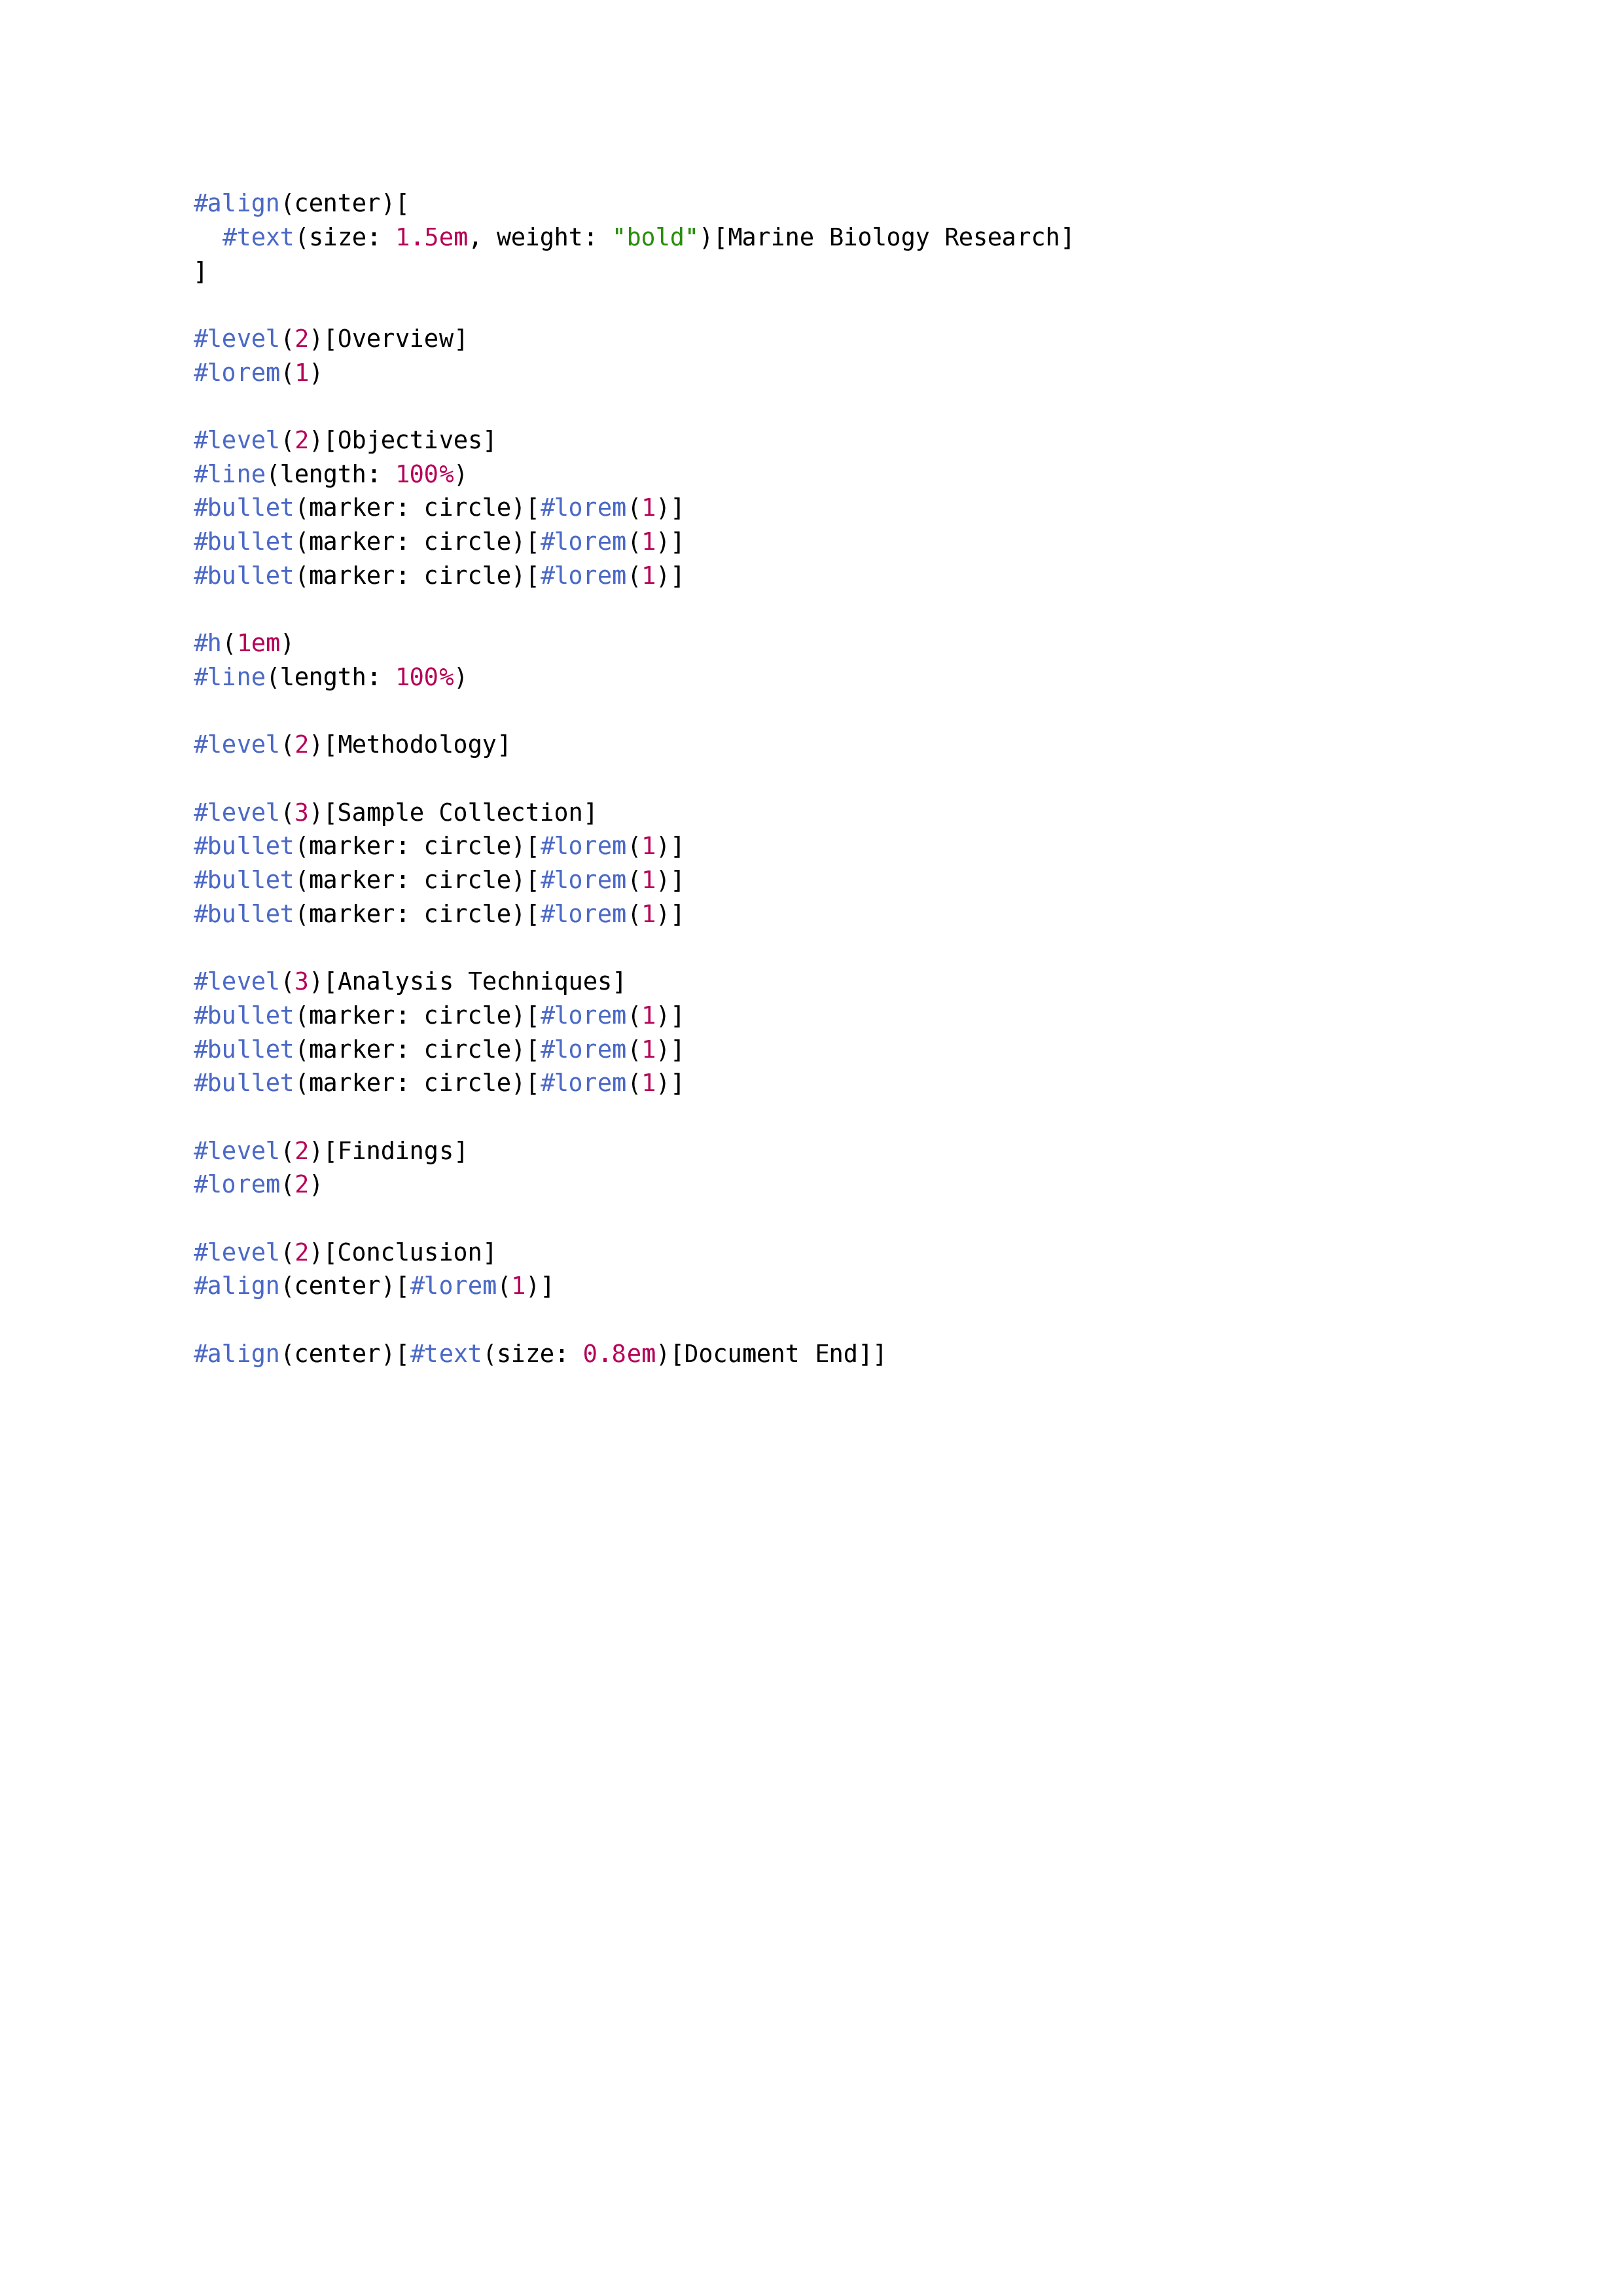 #align(center)[
  #text(size: 1.5em, weight: "bold")[Marine Biology Research]
]

#level(2)[Overview]
#lorem(1)

#level(2)[Objectives]
#line(length: 100%)
#bullet(marker: circle)[#lorem(1)]
#bullet(marker: circle)[#lorem(1)]
#bullet(marker: circle)[#lorem(1)]

#h(1em)
#line(length: 100%)

#level(2)[Methodology]

#level(3)[Sample Collection]
#bullet(marker: circle)[#lorem(1)]
#bullet(marker: circle)[#lorem(1)]
#bullet(marker: circle)[#lorem(1)]

#level(3)[Analysis Techniques]
#bullet(marker: circle)[#lorem(1)]
#bullet(marker: circle)[#lorem(1)]
#bullet(marker: circle)[#lorem(1)]

#level(2)[Findings]
#lorem(2)

#level(2)[Conclusion]
#align(center)[#lorem(1)]

#align(center)[#text(size: 0.8em)[Document End]]